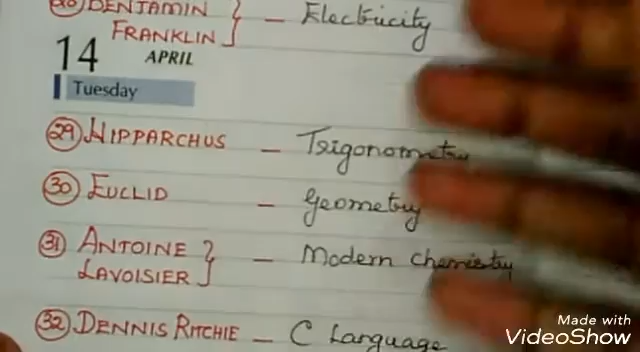 28) BENJAMIN FRANKLIN } - Electricity
14 APRIL
Tuesday
29 HIPPARCHUS - Trigonometry
30 EUCLID - Geometry
31 ANTOINE LAVOISIER } - Modern Chemistry
32 DENNIS RITCHIE - C Language
Made with
VideoShow